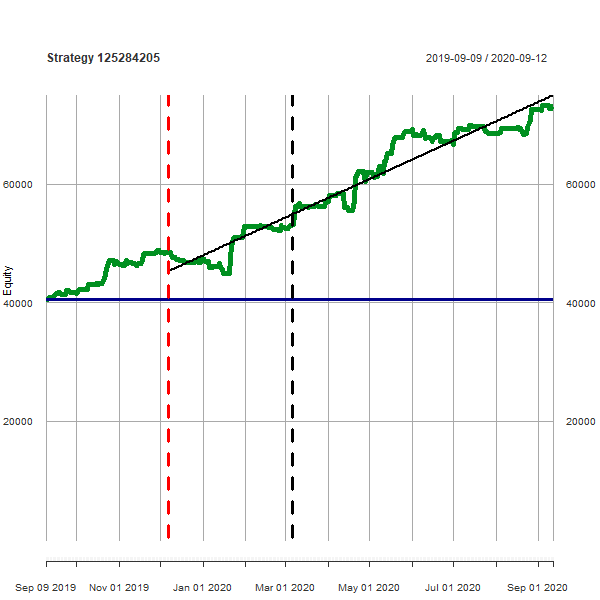 Strategy 125284205
2019-09-09 / 2020-09-12
60000
60000
Equity
40000
40000
20000
20000
Sep 09 2019
Nov 01 2019
Jan 01 2020
Mar 01 2020
May 01 2020
Jul 01 2020
Sep 01 2020